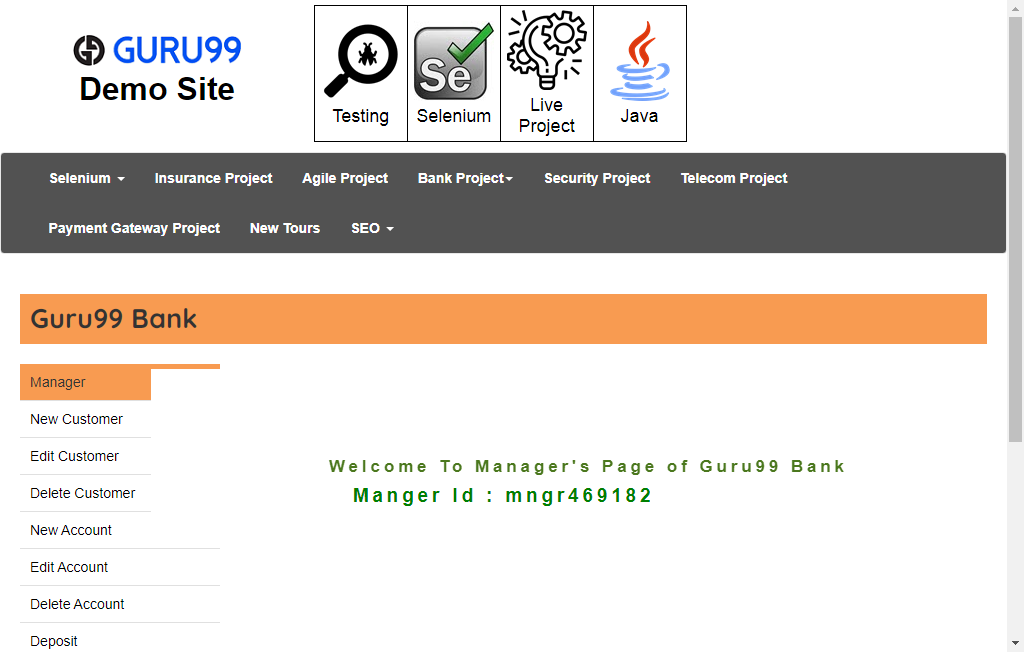 GURU99
Demo Site
Testing
Se
Selenium
Live
Project
Java
Selenium
Insurance Project
Agile Project
Bank Project
Security Project
Telecom Project
Payment Gateway Project
New Tours
SEO
Guru99 Bank
Manager
New Customer
Edit Customer
Delete Customer
New Account
Edit Account
Delete Account
Deposit
Welcome To Manager's Page of Guru99 Bank
Manger Id : mngr469182